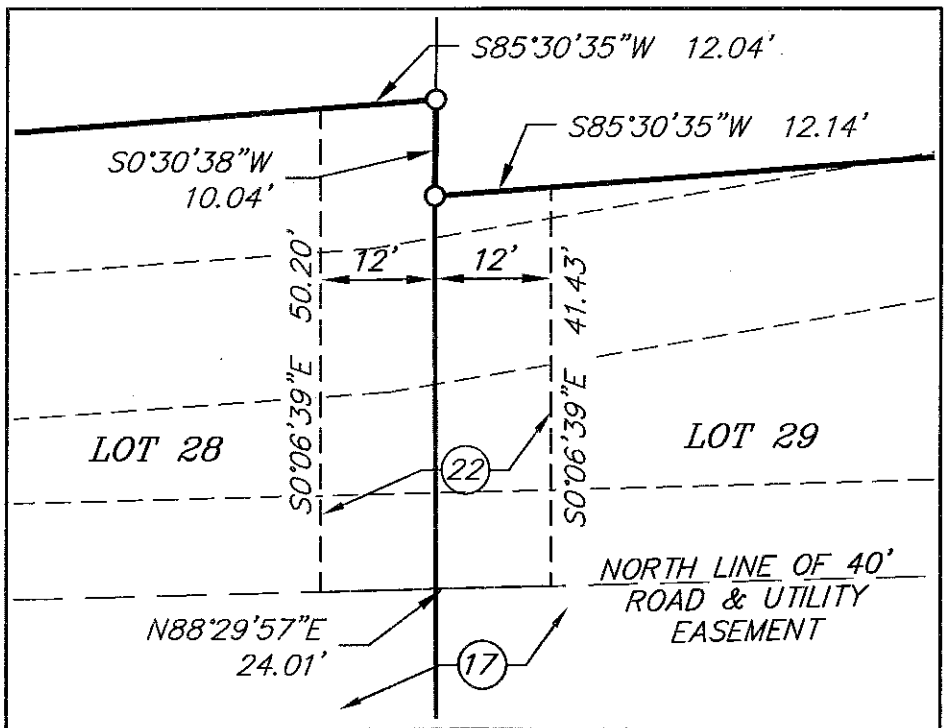 S85°30'35"W 12.04'
S85°30'35"W 12.14'
S0°30'38"W
10.04'
12'
12'
S0°06'39"E 50.20'
S0°06'39"E 41.43'
LOT 28
LOT 29
22
NORTH LINE OF 40'
ROAD & UTILITY
EASEMENT
N88°29'57"E
24.01'
17